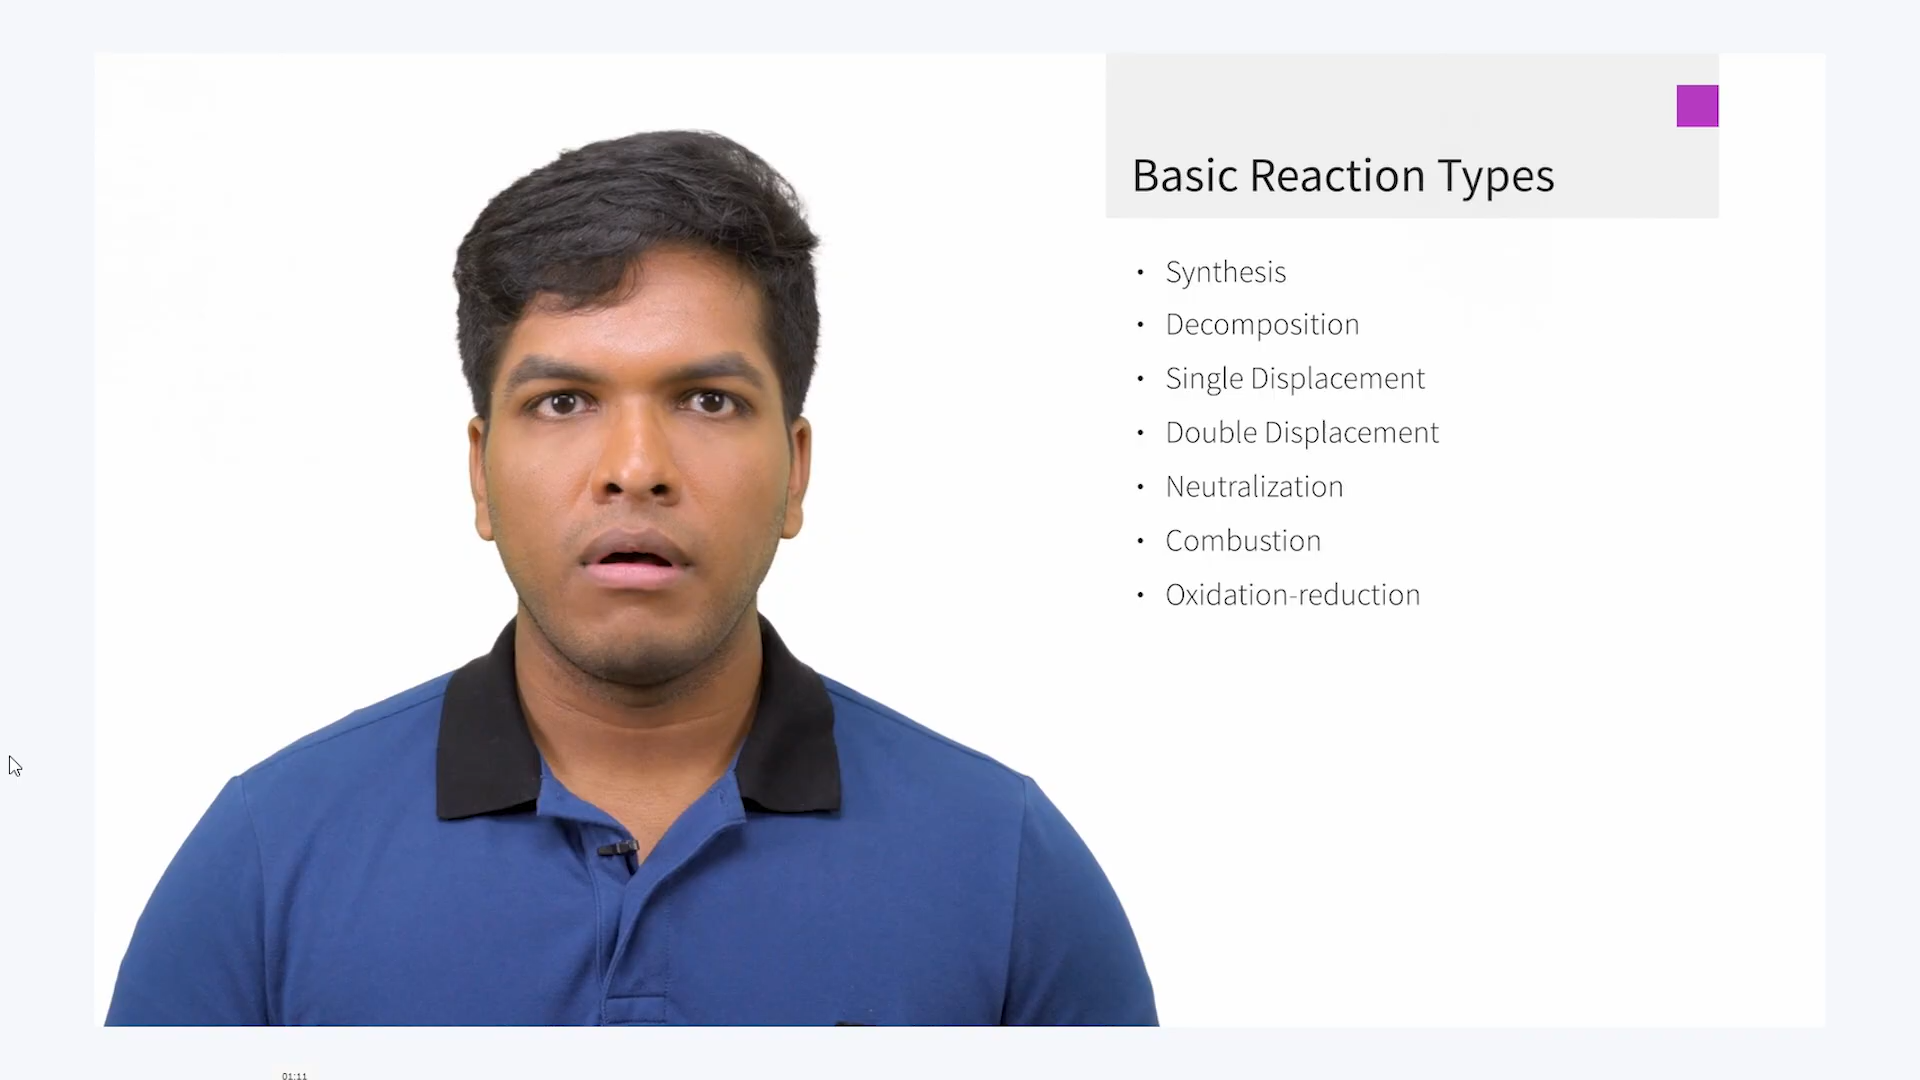 Basic Reaction Types
• Synthesis
• Decomposition
• Single Displacement
• Double Displacement
• Neutralization
• Combustion
• Oxidation-reduction
01:11